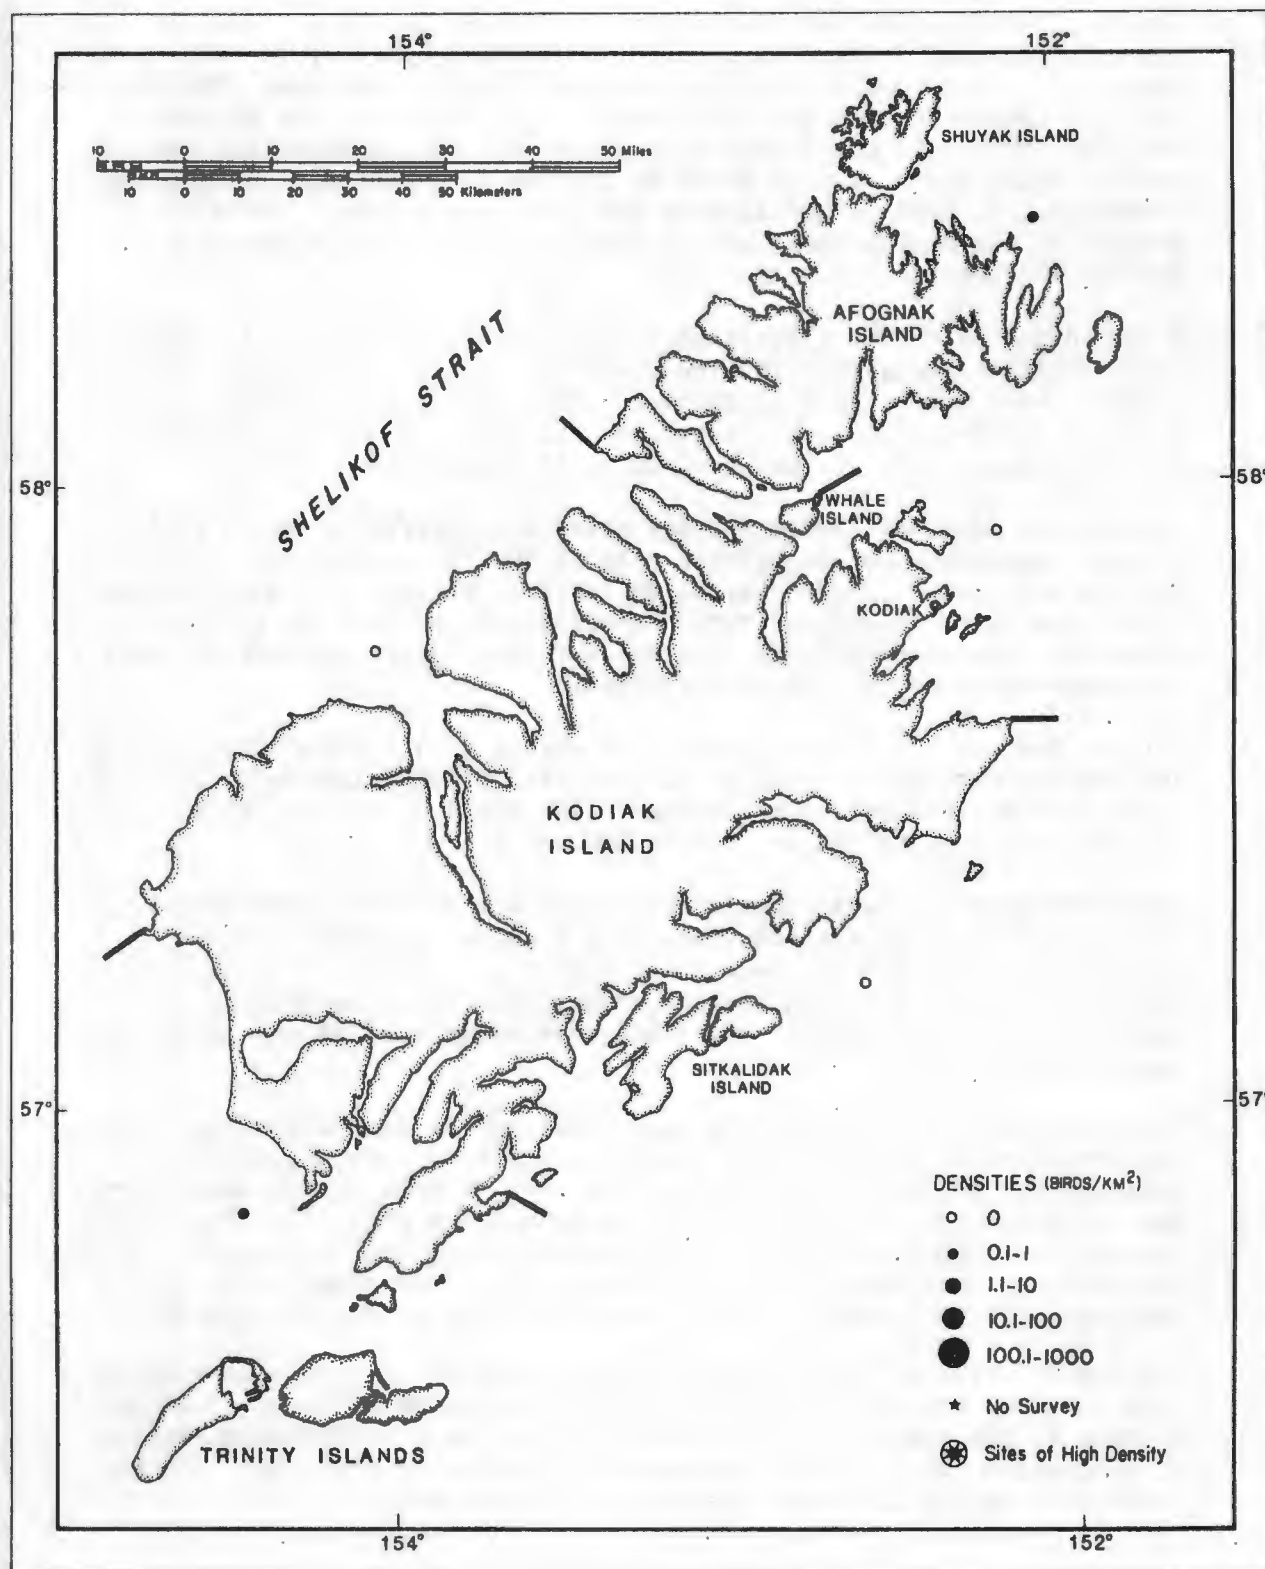 154° 152°
10 0 10 20 30 40 50 Miles
10 0 10 20 30 40 50 Kilometers
SHUYAK ISLAND
AFOGNAK
ISLAND
SHELIKOF STRAIT
58° 58°
WHALE
ISLAND
KODIAK
KODIAK
ISLAND
SITKALIDAK
ISLAND
57° 57°
DENSITIES (BIRDS/KM²)
0
0.1-1
1.1-10
10.1-100
100.1-1000
No Survey
Sites of High Density
TRINITY ISLANDS
154° 152°